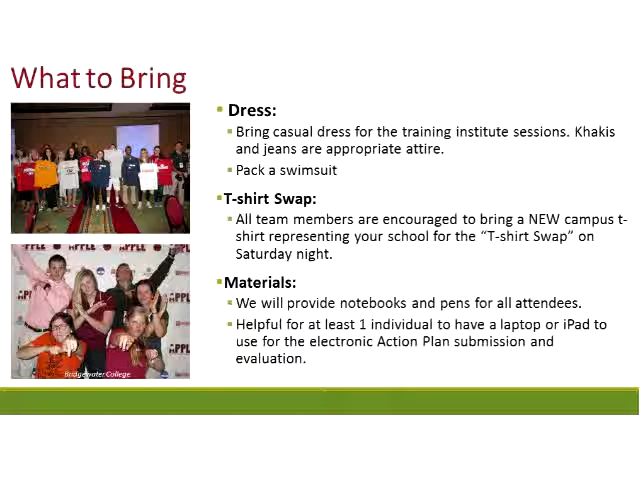 What to Bring
Dress:
Bring casual dress for the training institute sessions. Khakis
and jeans are appropriate attire.
Pack a swimsuit
T-shirt Swap:
All team members are encouraged to bring a NEW campus t-
shirt representing your school for the “T-shirt Swap” on
Saturday night.
Materials:
We will provide notebooks and pens for all attendees.
Helpful for at least 1 individual to have a laptop or iPad to
use for the electronic Action Plan submission and
evaluation.
APPLE
APPLE
Bridgewater College